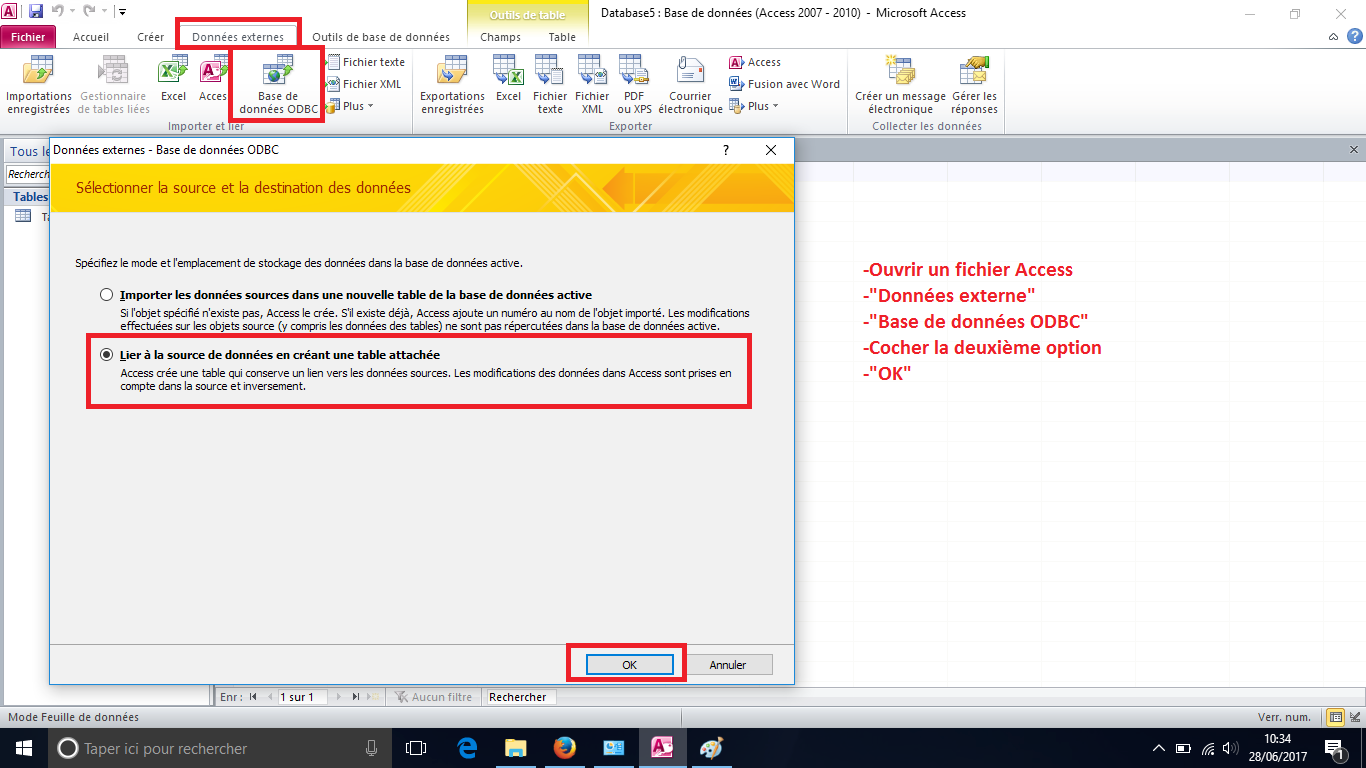 Outils de table
Database5 : Base de données (Access 2007 - 2010) - Microsoft Access
Fichier
Accueil
Créer
Données externes
Outils de base de données
Champs
Table
Importations enregistrées
Gestionnaire de tables liées
Excel
Access
Base de données ODBC
Fichier texte
Fichier XML
Plus
Importer et lier
Exportations enregistrées
Excel
Fichier texte
Fichier XML
PDF ou XPS
Courrier électronique
Access
Fusion avec Word
Plus
Exporter
Créer un message électronique
Gérer les réponses
Collecter les données
Tous le
Recherch
Tables
Ta
Données externes - Base de données ODBC
?
Sélectionner la source et la destination des données
Spécifiez le mode et l'emplacement de stockage des données dans la base de données active.
Importer les données sources dans une nouvelle table de la base de données active
Si l'objet spécifié n'existe pas, Access le crée. S'il existe déjà, Access ajoute un numéro au nom de l'objet importé. Les modifications
effectuées sur les objets source (y compris les données des tables) ne sont pas répercutées dans la base de données active.
Lier à la source de données en créant une table attachée
Access crée une table qui conserve un lien vers les données sources. Les modifications des données dans Access sont prises en
compte dans la source et inversement.
OK
Annuler
-Ouvrir un fichier Access
-"Données externe"
-"Base de données ODBC"
-Cocher la deuxième option
-"OK"
Enr : 1 sur 1
Aucun filtre
Rechercher
Mode Feuille de données
Verr. num.
Taper ici pour rechercher
10:34
28/06/2017
1